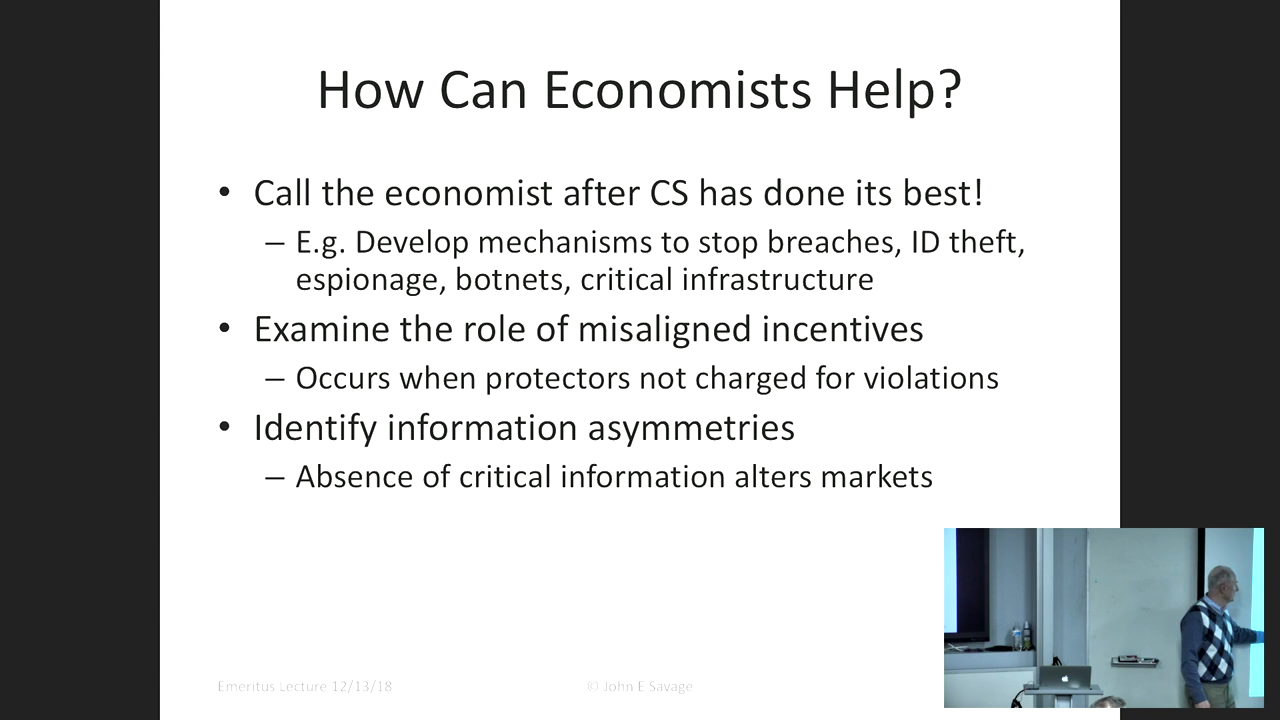 How Can Economists Help?
• Call the economist after CS has done its best!
– E.g. Develop mechanisms to stop breaches, ID theft,
espionage, botnets, critical infrastructure
• Examine the role of misaligned incentives
– Occurs when protectors not charged for violations
• Identify information asymmetries
– Absence of critical information alters markets
Emeritus Lecture 12/13/18
© John E Savage